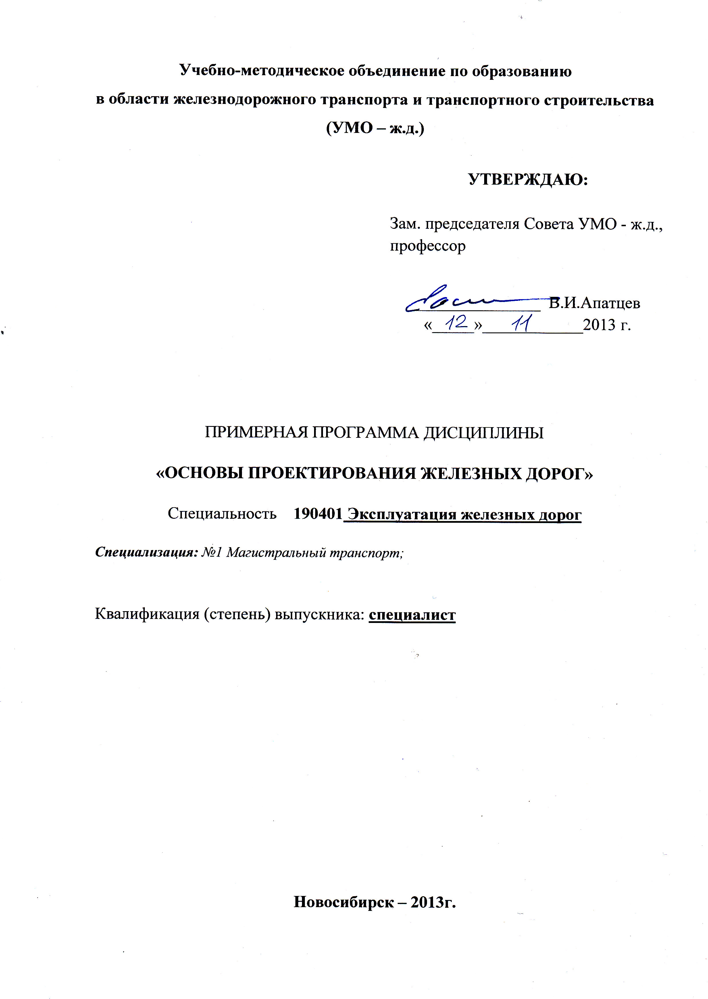 Учебно-методическое объединение по образованию
в области железнодорожного транспорта и транспортного строительства
(УМО – ж.д.)
УТВЕРЖДАЮ:
Зам. председателя Совета УМО - ж.д.,
профессор
В.И.Апатцев
«12» 11 2013 г.
ПРИМЕРНАЯ ПРОГРАММА ДИСЦИПЛИНЫ
«ОСНОВЫ ПРОЕКТИРОВАНИЯ ЖЕЛЕЗНЫХ ДОРОГ»
Специальность 190401 Эксплуатация железных дорог
Специализация: №1 Магистральный транспорт;
Квалификация (степень) выпускника: специалист
Новосибирск – 2013г.